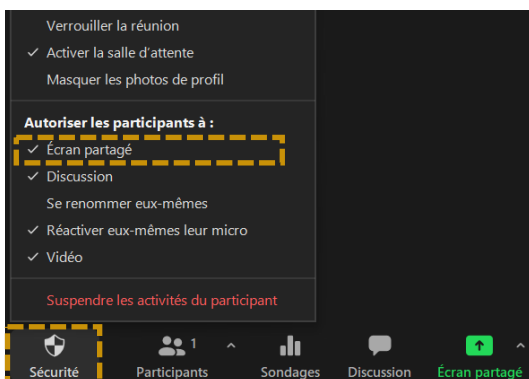 Verrouiller la réunion
Activer la salle d'attente
Masquer les photos de profil
Autoriser les participants à :
Écran partagé
Discussion
Se renommer eux-mêmes
Réactiver eux-mêmes leur micro
Vidéo
Suspendre les activités du participant
1
Sécurité Participants Sondages Discussion Écran partagé